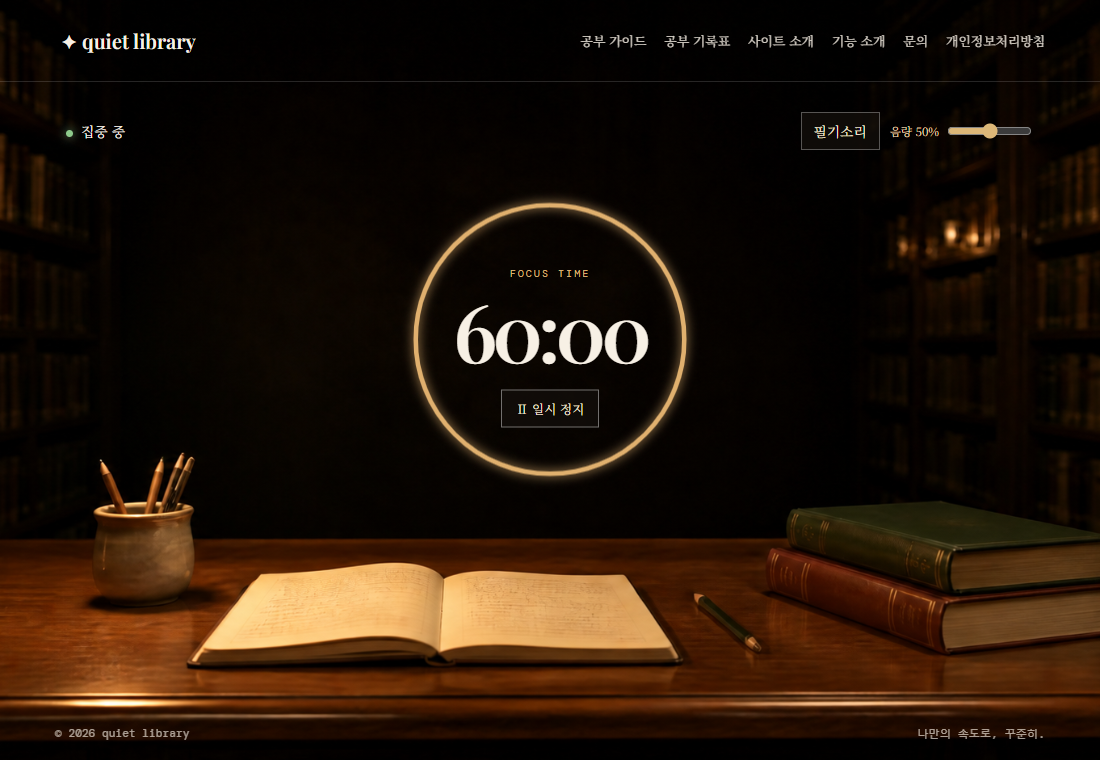 ✦ quiet library
공부 가이드 공부 기록표 사이트 소개 기능 소개 문의 개인정보처리방침
집중 중
필기소리 음량 50%
FOCUS TIME
60:00
II 일시 정지
© 2026 quiet library
나만의 속도로, 꾸준히.